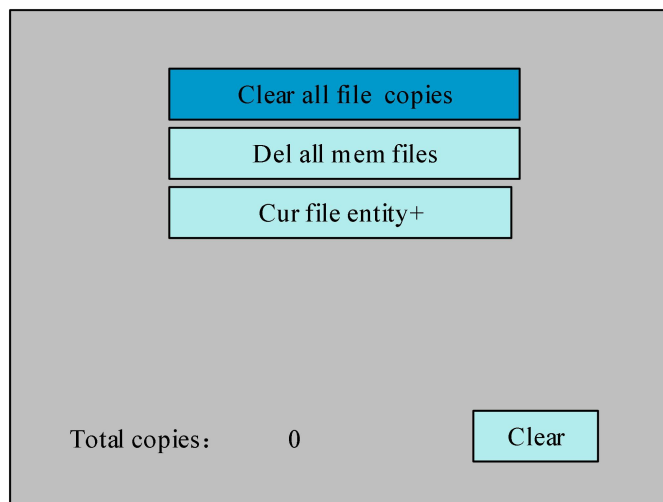 Clear all file copies
Del all mem files
Cur file entity+
Total copies： 0 Clear